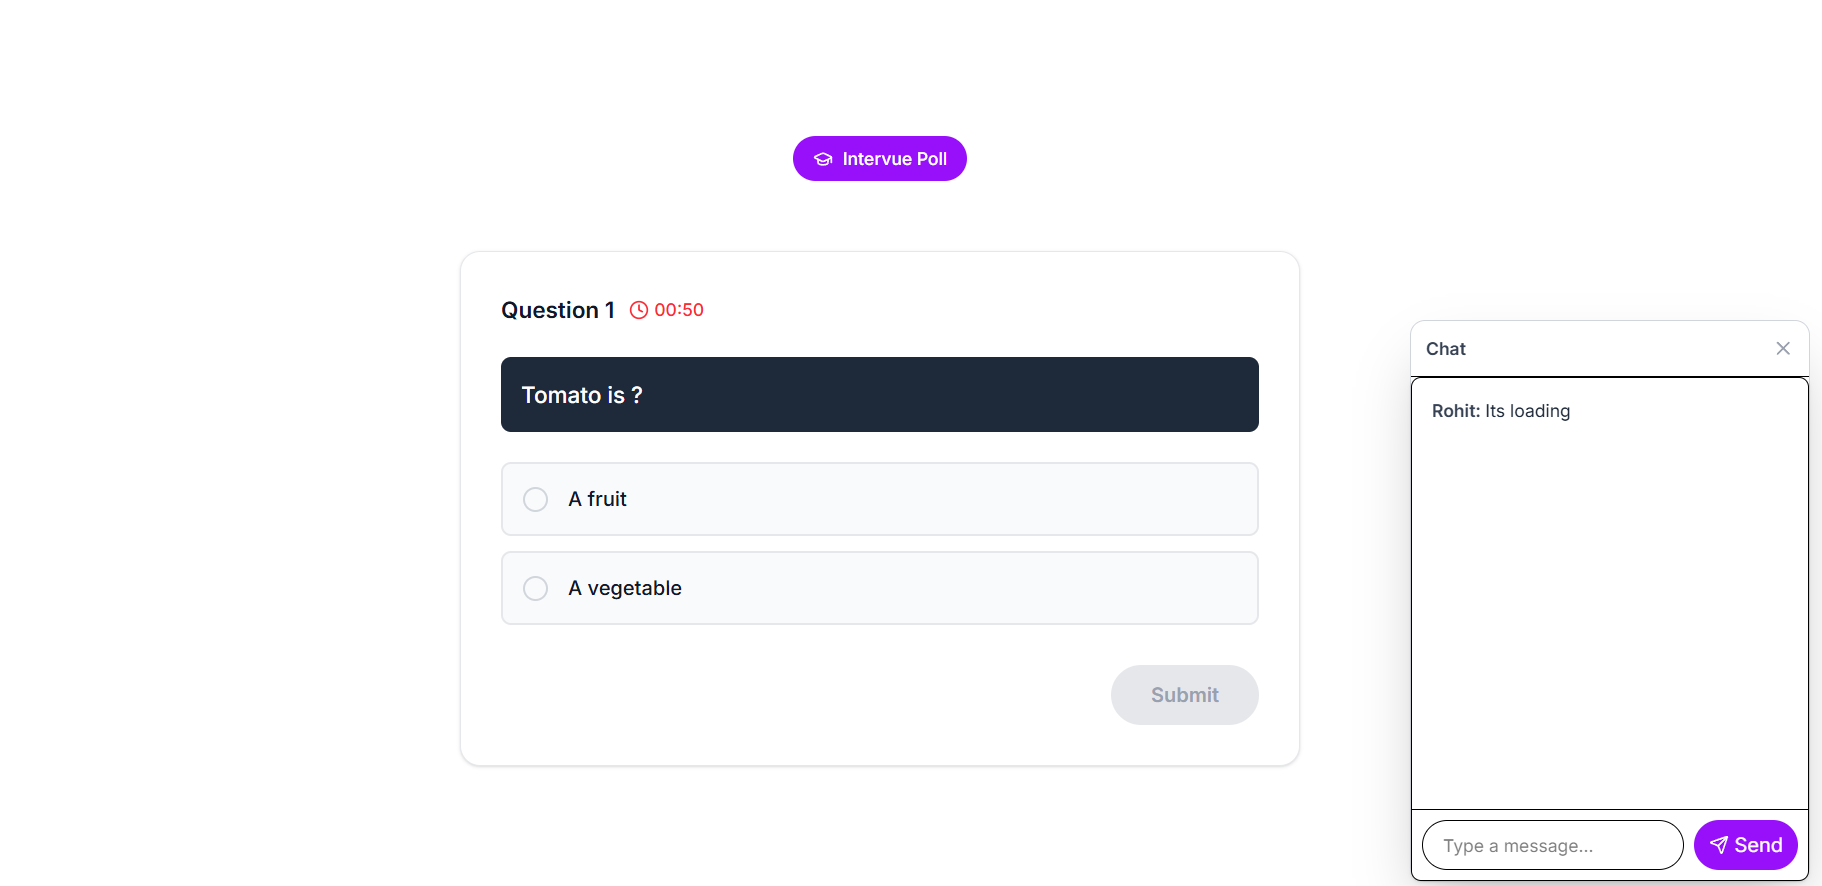 Intervue Poll
Question 1 00:50
Tomato is ?
A fruit
A vegetable
Submit
Chat
Rohit: Its loading
Type a message...
Send